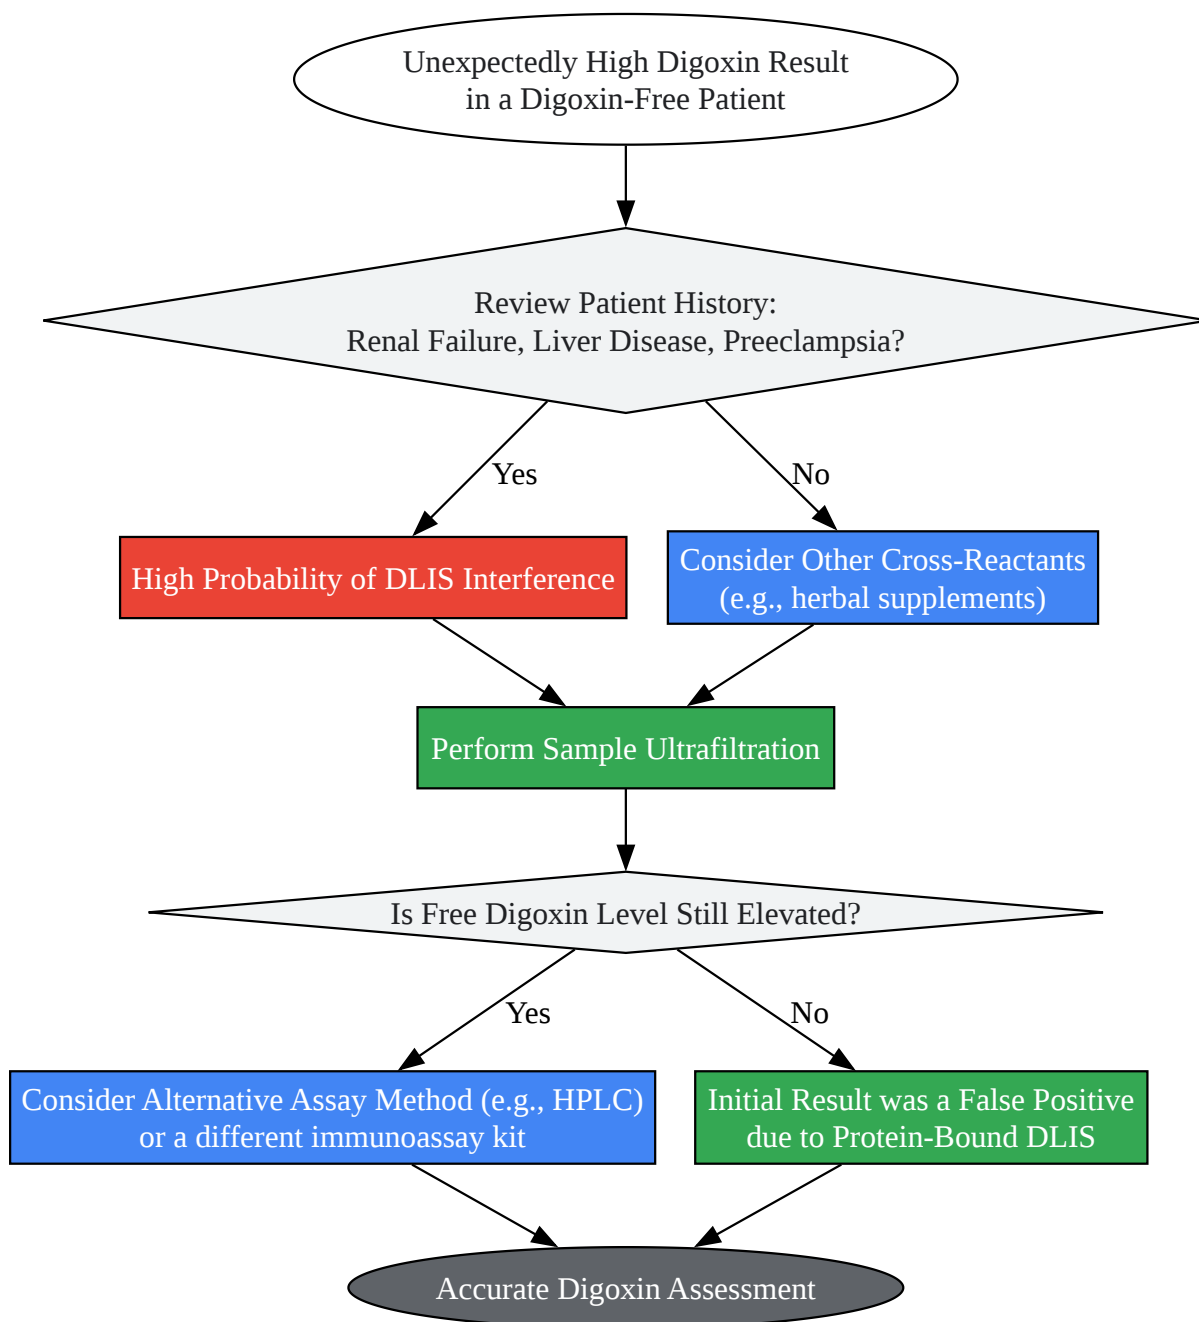 Unexpectedly High Digoxin Result
in a Digoxin-Free Patient
Review Patient History:
Renal Failure, Liver Disease, Preeclampsia?
Yes
No
High Probability of DLIS Interference
Consider Other Cross-Reactants
(e.g., herbal supplements)
Perform Sample Ultrafiltration
Is Free Digoxin Level Still Elevated?
Yes
No
Consider Alternative Assay Method (e.g., HPLC)
or a different immunoassay kit
Initial Result was a False Positive
due to Protein-Bound DLIS
Accurate Digoxin Assessment